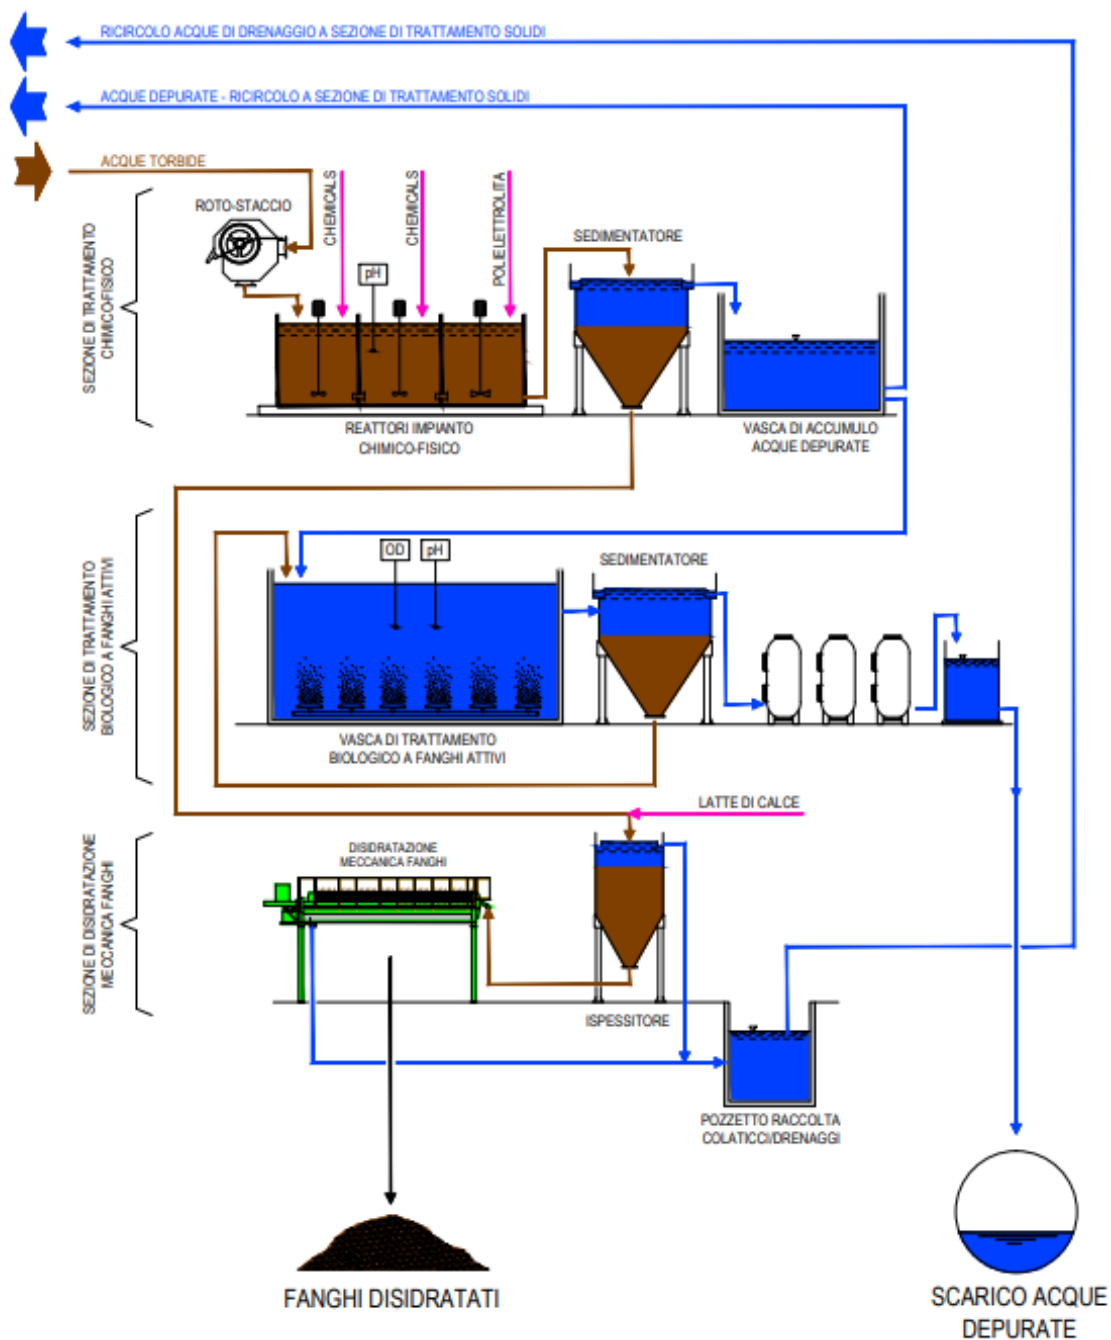 RICIRCOLO ACQUE DI DRENAGGIO A SEZIONE DI TRATTAMENTO SOLIDI
ACQUE DEPURATE - RICIRCOLO A SEZIONE DI TRATTAMENTO SOLIDI
ACQUE TORBIDE
SEZIONE DI TRATTAMENTO
CHIMICO-FISICO
ROTO-STACCIO
CHEMICALS
CHEMICALS
POLIELETTROLITA
pH
SEDIMENTATORE
REATTORI IMPIANTO
CHIMICO-FISICO
VASCA DI ACCUMULO
ACQUE DEPURATE
SEZIONE DI TRATTAMENTO
BIOLOGICO A FANGHI ATTIVI
OD
pH
SEDIMENTATORE
VASCA DI TRATTAMENTO
BIOLOGICO A FANGHI ATTIVI
LATTE DI CALCE
SEZIONE DI DISIDRATAZIONE
MECCANICA FANGHI
DISIDRATAZIONE
MECCANICA FANGHI
ISPESSITORE
POZZETTO RACCOLTA
COLATICCI/DRENAGGI
FANGHI DISIDRATATI
SCARICO ACQUE
DEPURATE